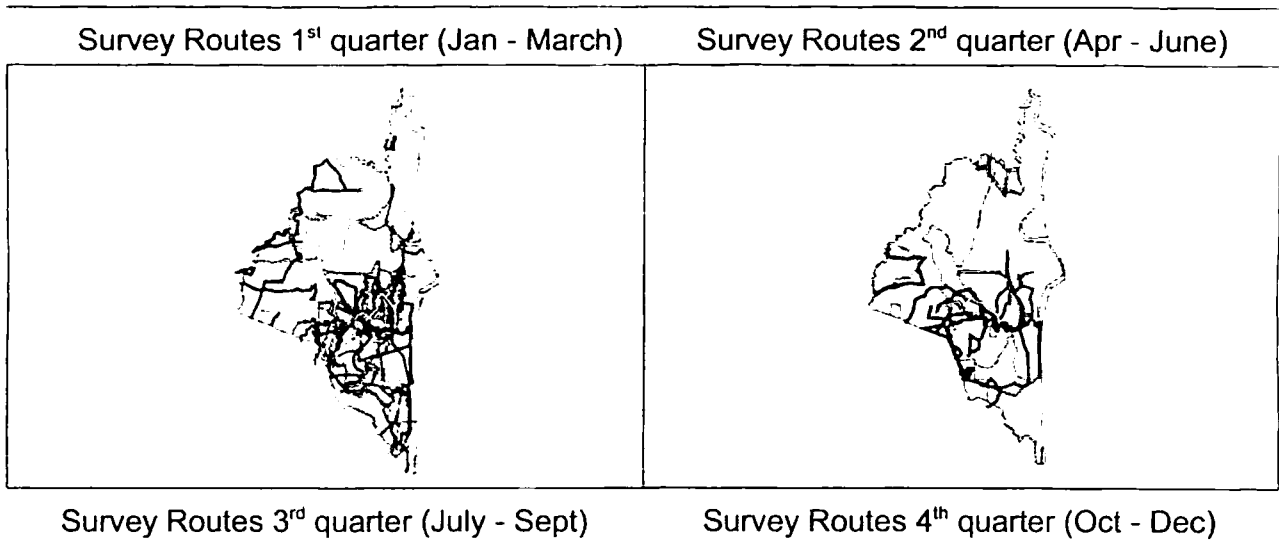 Survey Routes 1st quarter (Jan - March)
Survey Routes 2nd quarter (Apr - June)
Survey Routes 3rd quarter (July - Sept)
Survey Routes 4th quarter (Oct - Dec)